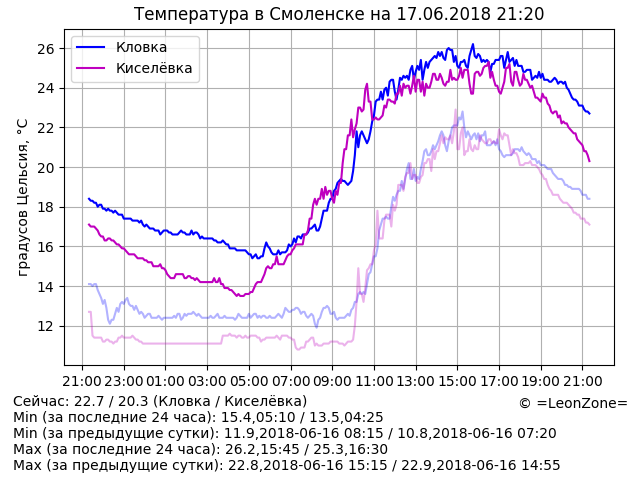 Температура в Смоленске на 17.06.2018 21:20
Кловка
Киселёвка
градусов Цельсия, °C
26
24
22
20
18
16
14
12
21:00 23:00 01:00 03:00 05:00 07:00 09:00 11:00 13:00 15:00 17:00 19:00 21:00
Сейчас: 22.7 / 20.3 (Кловка / Киселёвка)
© =LeonZone=
Min (за последние 24 часа): 15.4,05:10 / 13.5,04:25
Min (за предыдущие сутки): 11.9,2018-06-16 08:15 / 10.8,2018-06-16 07:20
Max (за последние 24 часа): 26.2,15:45 / 25.3,16:30
Max (за предыдущие сутки): 22.8,2018-06-16 15:15 / 22.9,2018-06-16 14:55